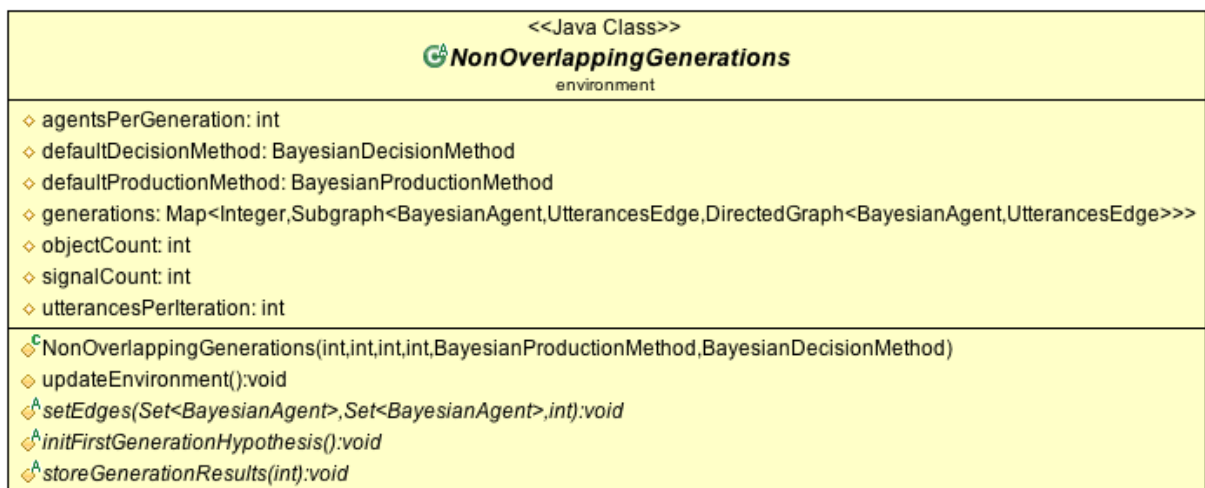 <<Java Class>>
NonOverlappingGenerations
environment
agentsPerGeneration: int
defaultDecisionMethod: BayesianDecisionMethod
defaultProductionMethod: BayesianProductionMethod
generations: Map<Integer,Subgraph<BayesianAgent,UtterancesEdge,DirectedGraph<BayesianAgent,UtterancesEdge>>>
objectCount: int
signalCount: int
utterancesPerIteration: int
NonOverlappingGenerations(int,int,int,int,BayesianProductionMethod,BayesianDecisionMethod)
updateEnvironment():void
setEdges(Set<BayesianAgent>,Set<BayesianAgent>,int):void
initFirstGenerationHypothesis():void
storeGenerationResults(int):void